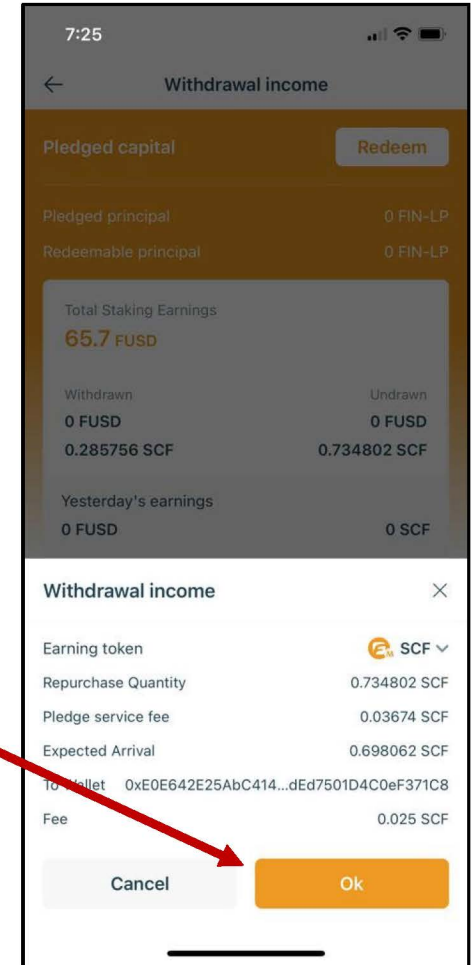 7:25
Withdrawal income
Pledged capital Redeem
Pledged principal 0 FIN-LP
Redeemable principal 0 FIN-LP
Total Staking Earnings
65.7 FUSD
Withdrawn Undrawn
0 FUSD 0 FUSD
0.285756 SCF 0.734802 SCF
Yesterday's earnings
0 FUSD 0 SCF
Withdrawal income
Earning token SCF
Repurchase Quantity 0.734802 SCF
Pledge service fee 0.03674 SCF
Expected Arrival 0.698062 SCF
To Wallet 0xE0E642E25AbC414...dEd7501D4C0eF371C8
Fee 0.025 SCF
Cancel Ok